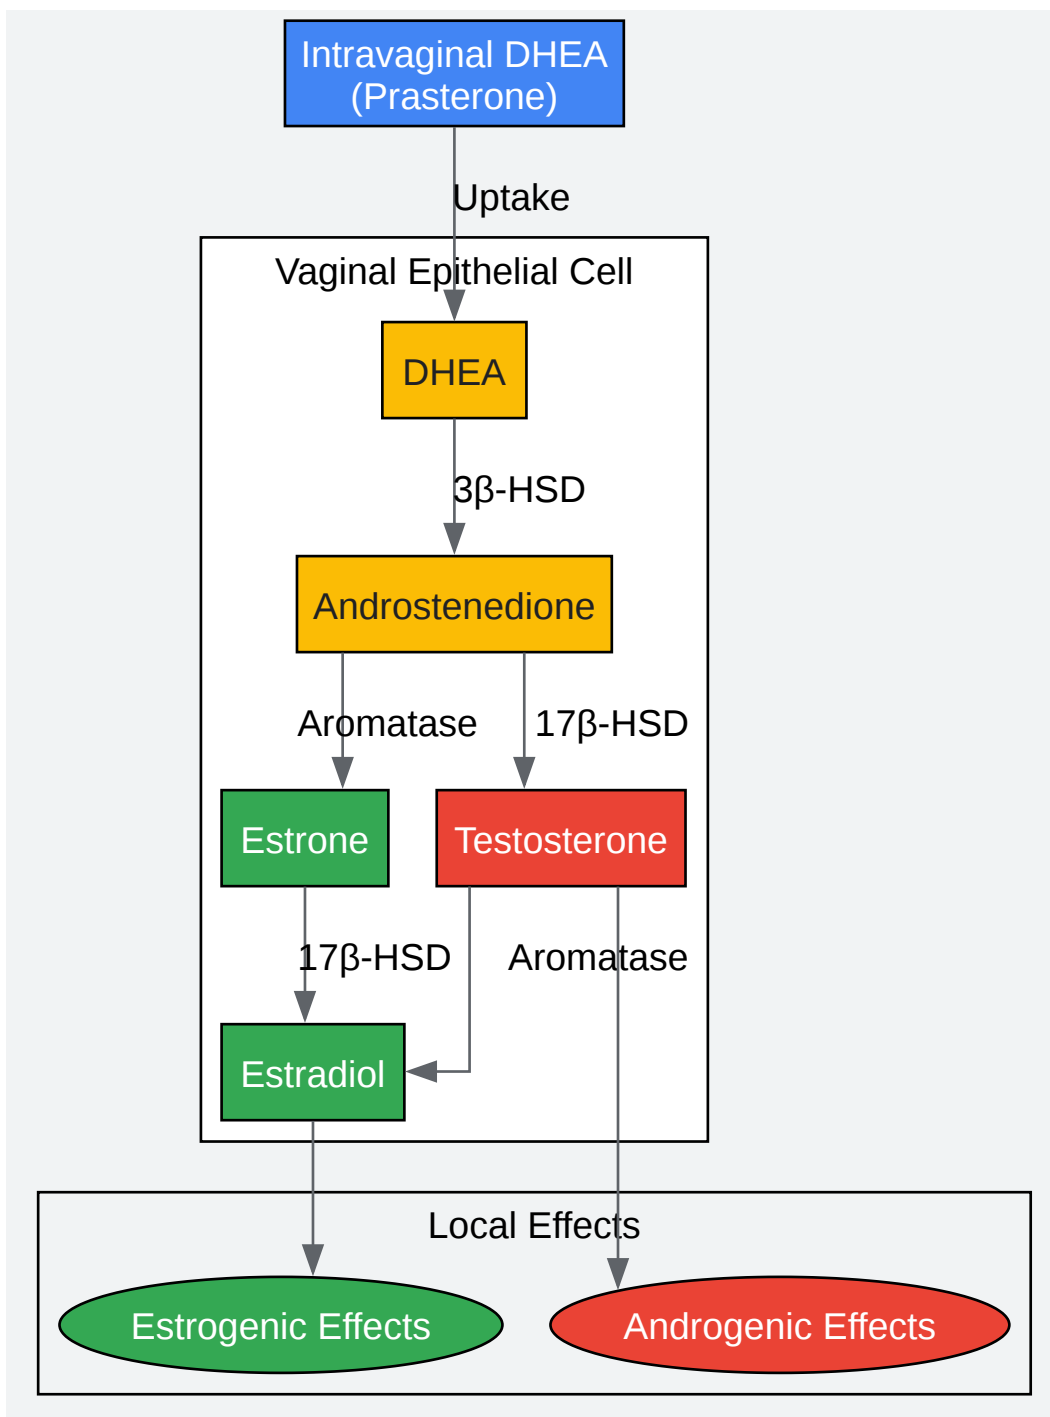 Intravaginal DHEA
(Prasterone)
Uptake
Vaginal Epithelial Cell
DHEA
3β-HSD
Androstenedione
Aromatase
17β-HSD
Estrone
Testosterone
17β-HSD
Aromatase
Estradiol
Local Effects
Estrogenic Effects
Androgenic Effects